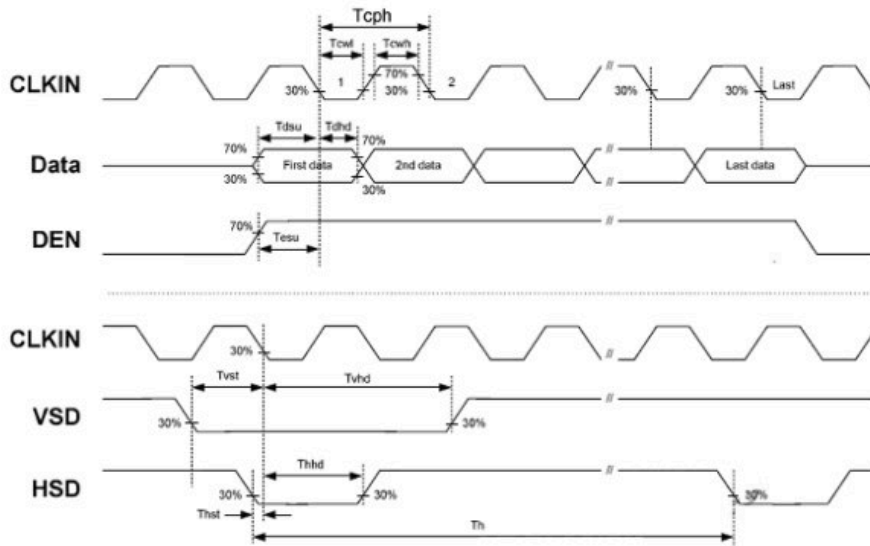 Tcph
Tcwl Tcwh
CLKIN 30% 1 70% 30% 2 // 30% 30% Last
Tdsu Tdhd
70% 70%
Data First data 2nd data // Last data
30% 30%
DEN 70% //
Tesu
CLKIN 30% //
Tvst Tvhd
VSD 30% 30% //
Thhd //
HSD 30% 30% 30%
Thst Th